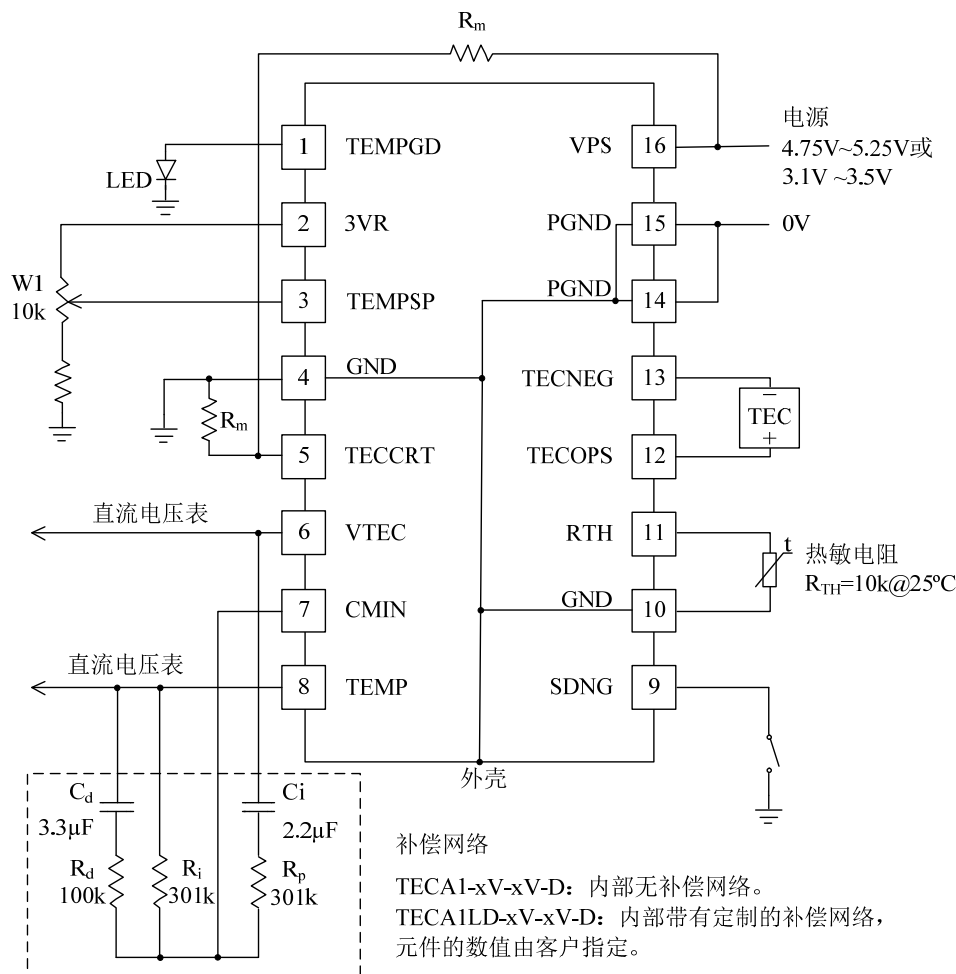 Rm
1 TEMPGD
LED
2 3VR
W1
10k
3 TEMPSP
4 GND
Rm
5 TECCRT
直流电压表
6 VTEC
7 CMIN
直流电压表
8 TEMP
VPS 16
电源
4.75V~5.25V或
3.1V ~3.5V
PGND 15
0V
PGND 14
TECNEG 13
−
TEC
+
TECOPS 12
RTH 11
t
热敏电阻
RTH=10k@25ºC
GND 10
SDNG 9
外壳
Cd
3.3µF
Ci
2.2µF
Rd
100k
Ri
301k
Rp
301k
补偿网络
TECA1-xV-xV-D：内部无补偿网络。
TECA1LD-xV-xV-D：内部带有定制的补偿网络，
元件的数值由客户指定。